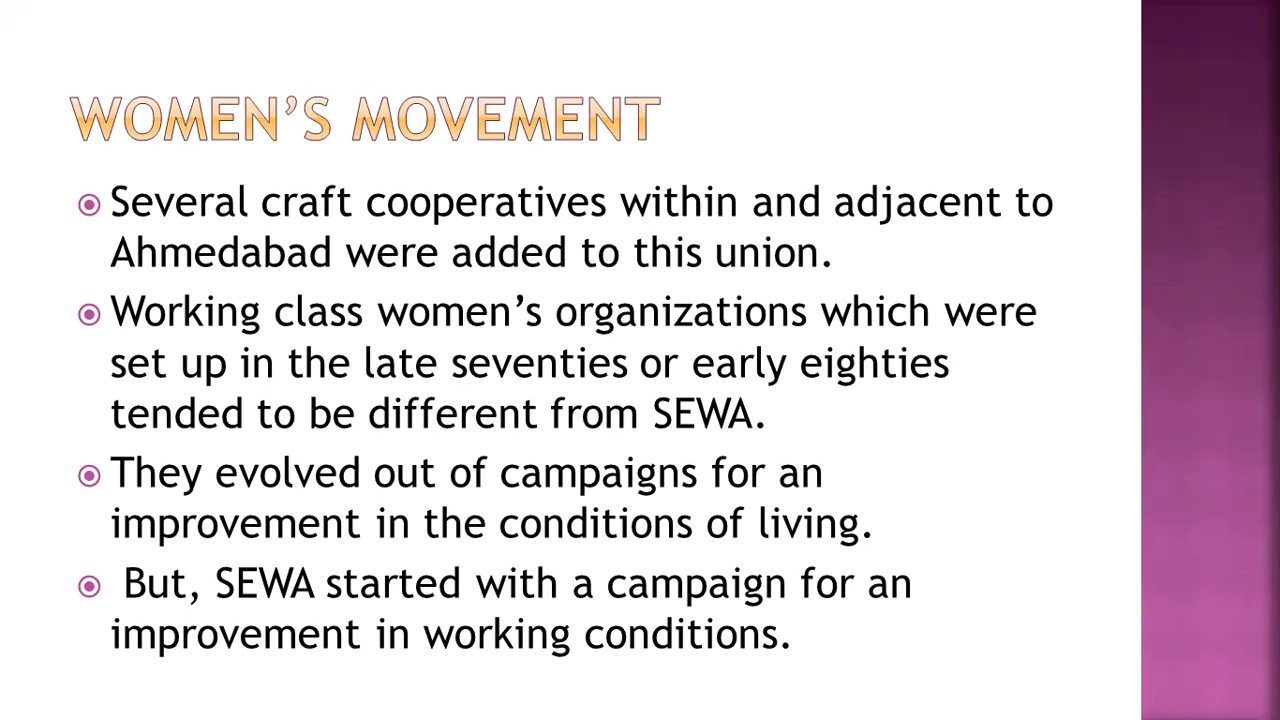 WOMEN’S MOVEMENT
Several craft cooperatives within and adjacent to
Ahmedabad were added to this union.
Working class women’s organizations which were
set up in the late seventies or early eighties
tended to be different from SEWA.
They evolved out of campaigns for an
improvement in the conditions of living.
But, SEWA started with a campaign for an
improvement in working conditions.